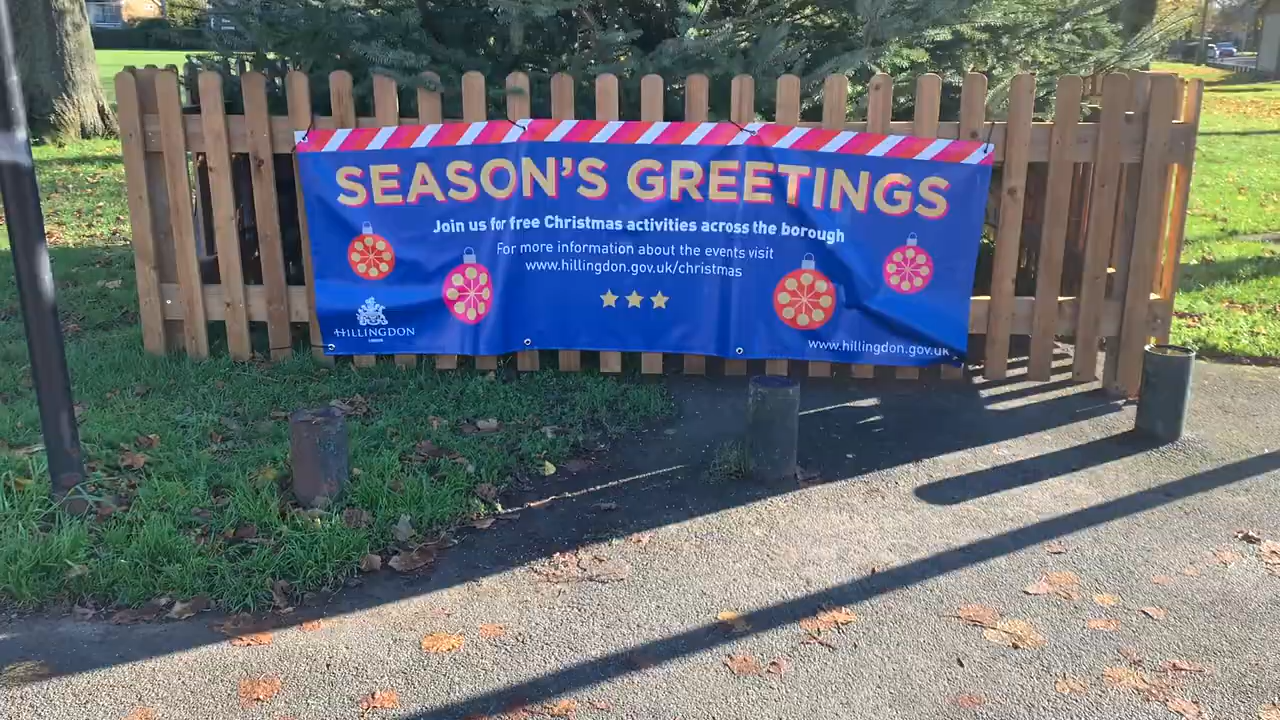 SEASON'S GREETINGS
Join us for free Christmas activities across the borough
For more information about the events visit
www.hillingdon.gov.uk/christmas
HILLINGDON
LONDON
www.hillingdon.gov.uk